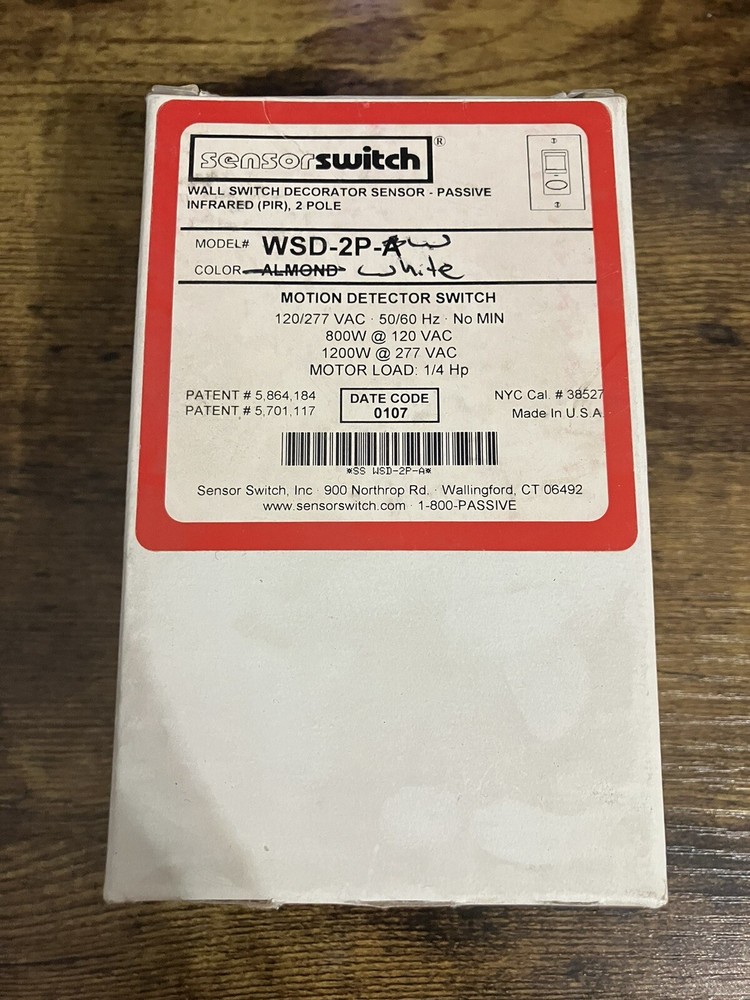 sensorswitch®
WALL SWITCH DECORATOR SENSOR - PASSIVE
INFRARED (PIR), 2 POLE
MODEL# WSD-2P-A W
COLOR ALMOND White
MOTION DETECTOR SWITCH
120/277 VAC · 50/60 Hz · No MIN
800W @ 120 VAC
1200W @ 277 VAC
MOTOR LOAD: 1/4 Hp
PATENT # 5,864,184
PATENT # 5,701,117
DATE CODE
0107
NYC Cal. # 38527
Made In U.S.A.
*SS WSD-2P-A*
Sensor Switch, Inc · 900 Northrop Rd. · Wallingford, CT 06492
www.sensorswitch.com · 1-800-PASSIVE